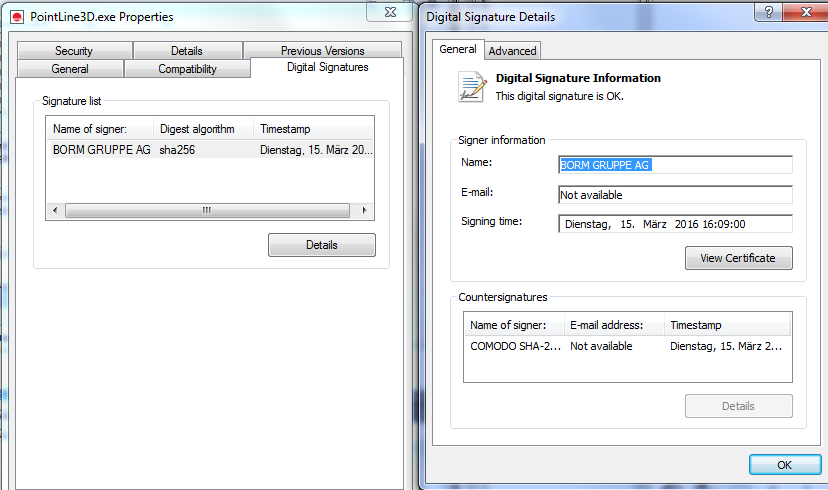 PointLine3D.exe Properties
Security Details Previous Versions
General Compatibility Digital Signatures
Signature list
Name of signer: Digest algorithm Timestamp
BORM GRUPPE AG sha256 Dienstag, 15. März 20...
Details
Digital Signature Details
General Advanced
Digital Signature Information
This digital signature is OK.
Signer information
Name: BORM GRUPPE AG
E-mail: Not available
Signing time: Dienstag, 15. März 2016 16:09:00
View Certificate
Countersignatures
Name of signer: E-mail address: Timestamp
COMODO SHA-2... Not available Dienstag, 15. März 2...
Details
OK